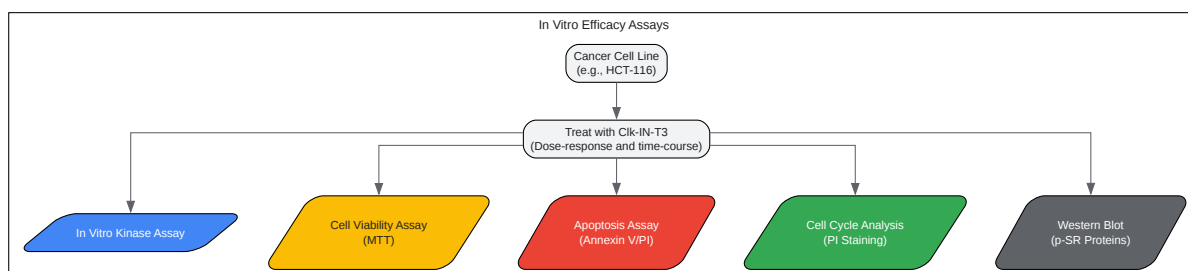 In Vitro Efficacy Assays
Cancer Cell Line
(e.g., HCT-116)
Treat with Clk-IN-T3
(Dose-response and time-course)
In Vitro Kinase Assay
Cell Viability Assay
(MTT)
Apoptosis Assay
(Annexin V/PI)
Cell Cycle Analysis
(PI Staining)
Western Blot
(p-SR Proteins)